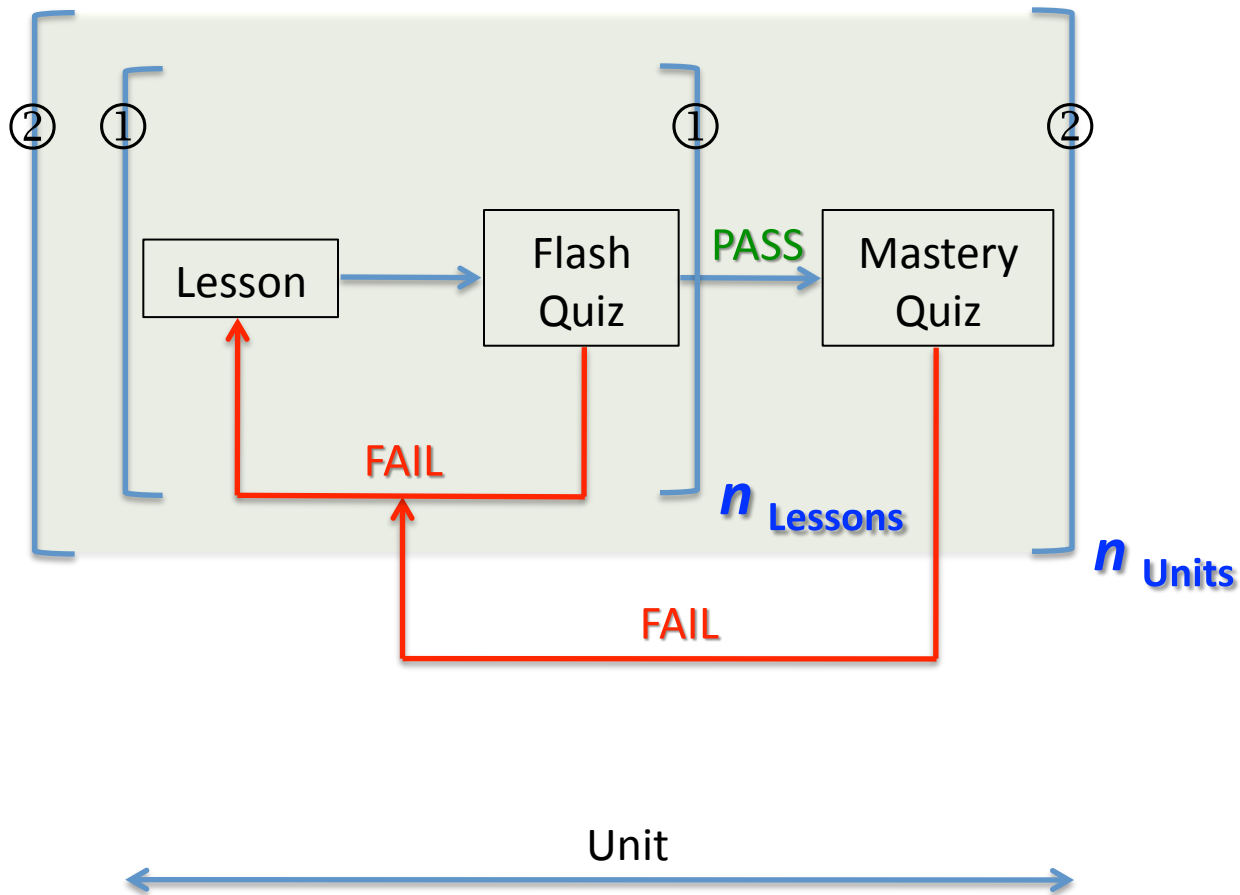 ② ① ① ②
Lesson
Flash
Quiz
PASS
Mastery
Quiz
FAIL
n Lessons
n Units
FAIL
Unit